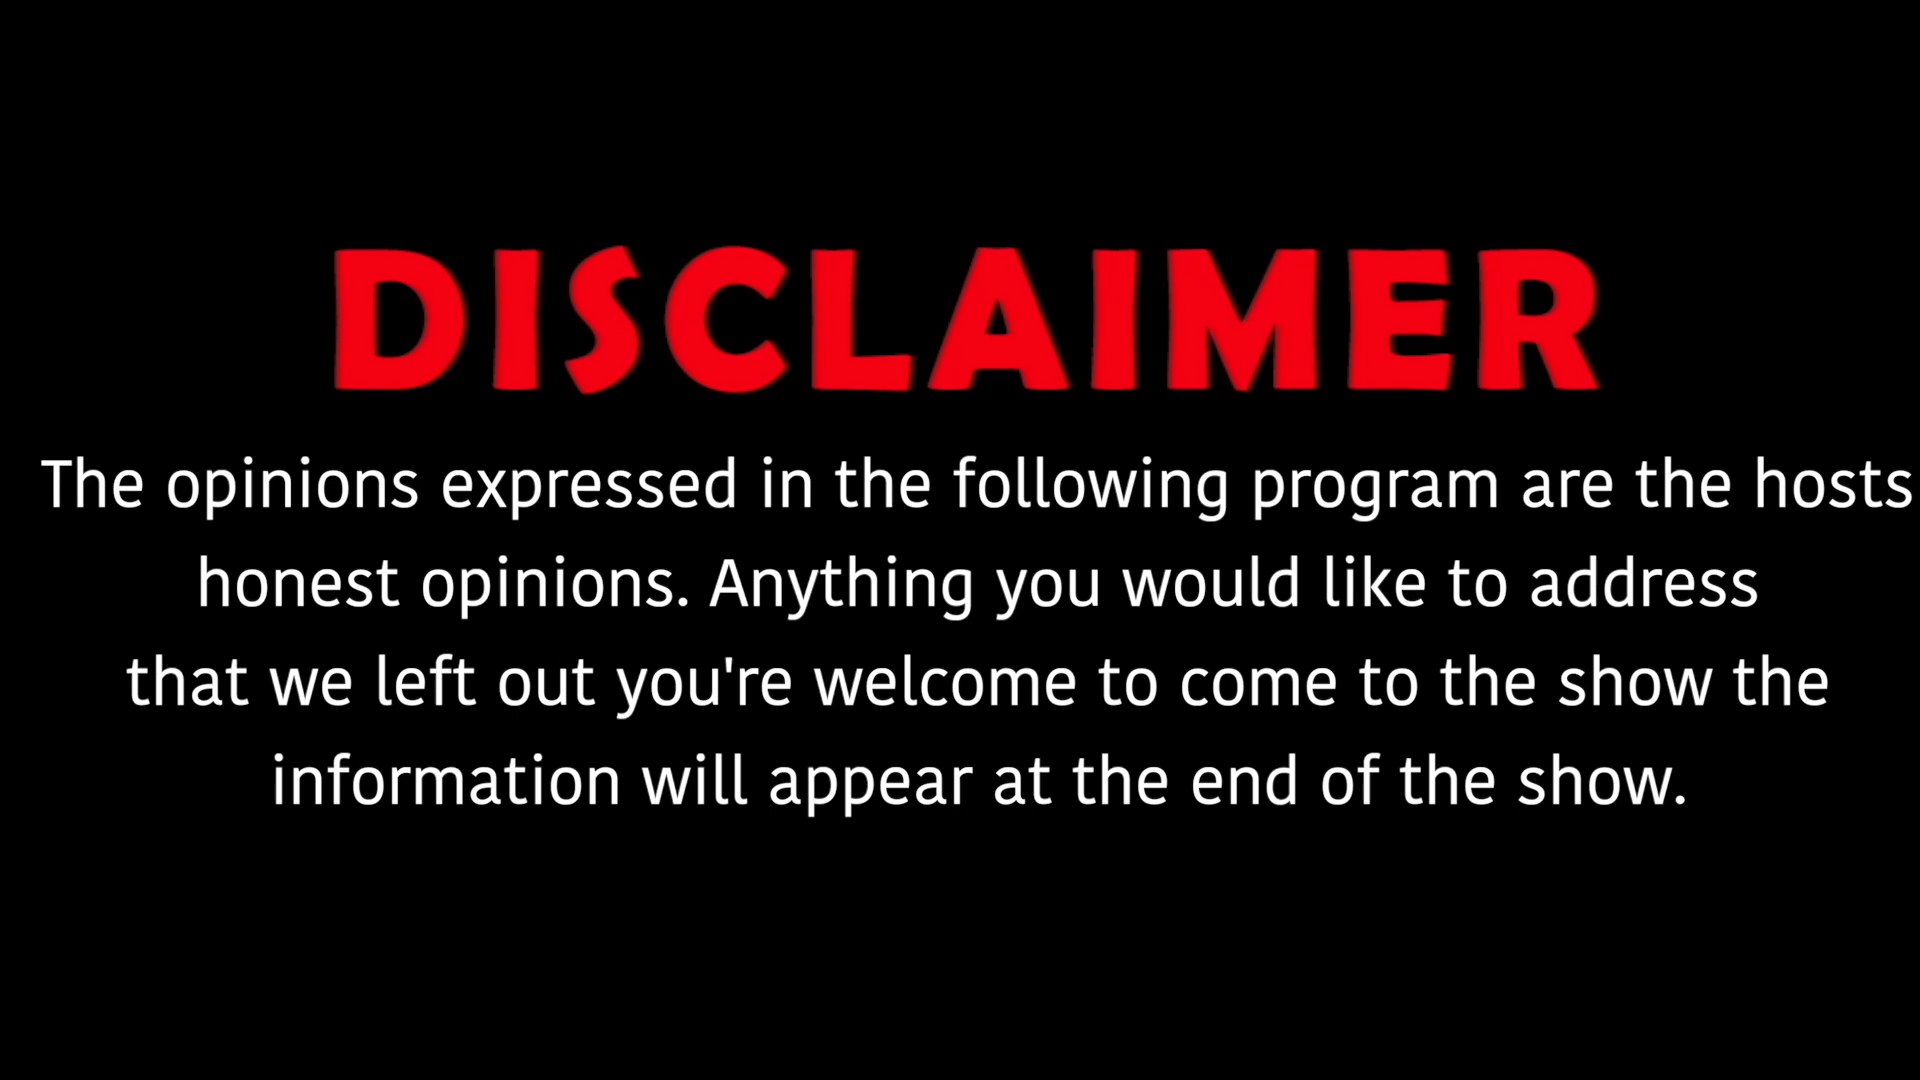 DISCLAIMER
The opinions expressed in the following program are the hosts
honest opinions. Anything you would like to address
that we left out you're welcome to come to the show the
information will appear at the end of the show.